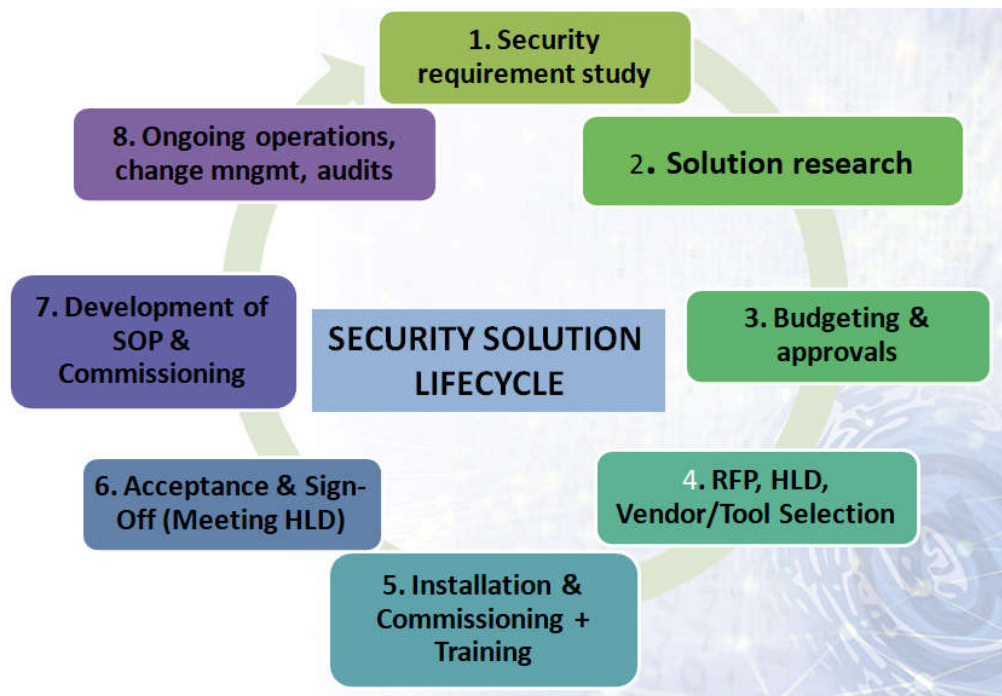 1. Security
requirement study
2. Solution research
3. Budgeting &
approvals
4. RFP, HLD,
Vendor/Tool Selection
5. Installation &
Commissioning +
Training
6. Acceptance & Sign-
Off (Meeting HLD)
7. Development of
SOP &
Commissioning
8. Ongoing operations,
change mngmt, audits
SECURITY SOLUTION
LIFECYCLE